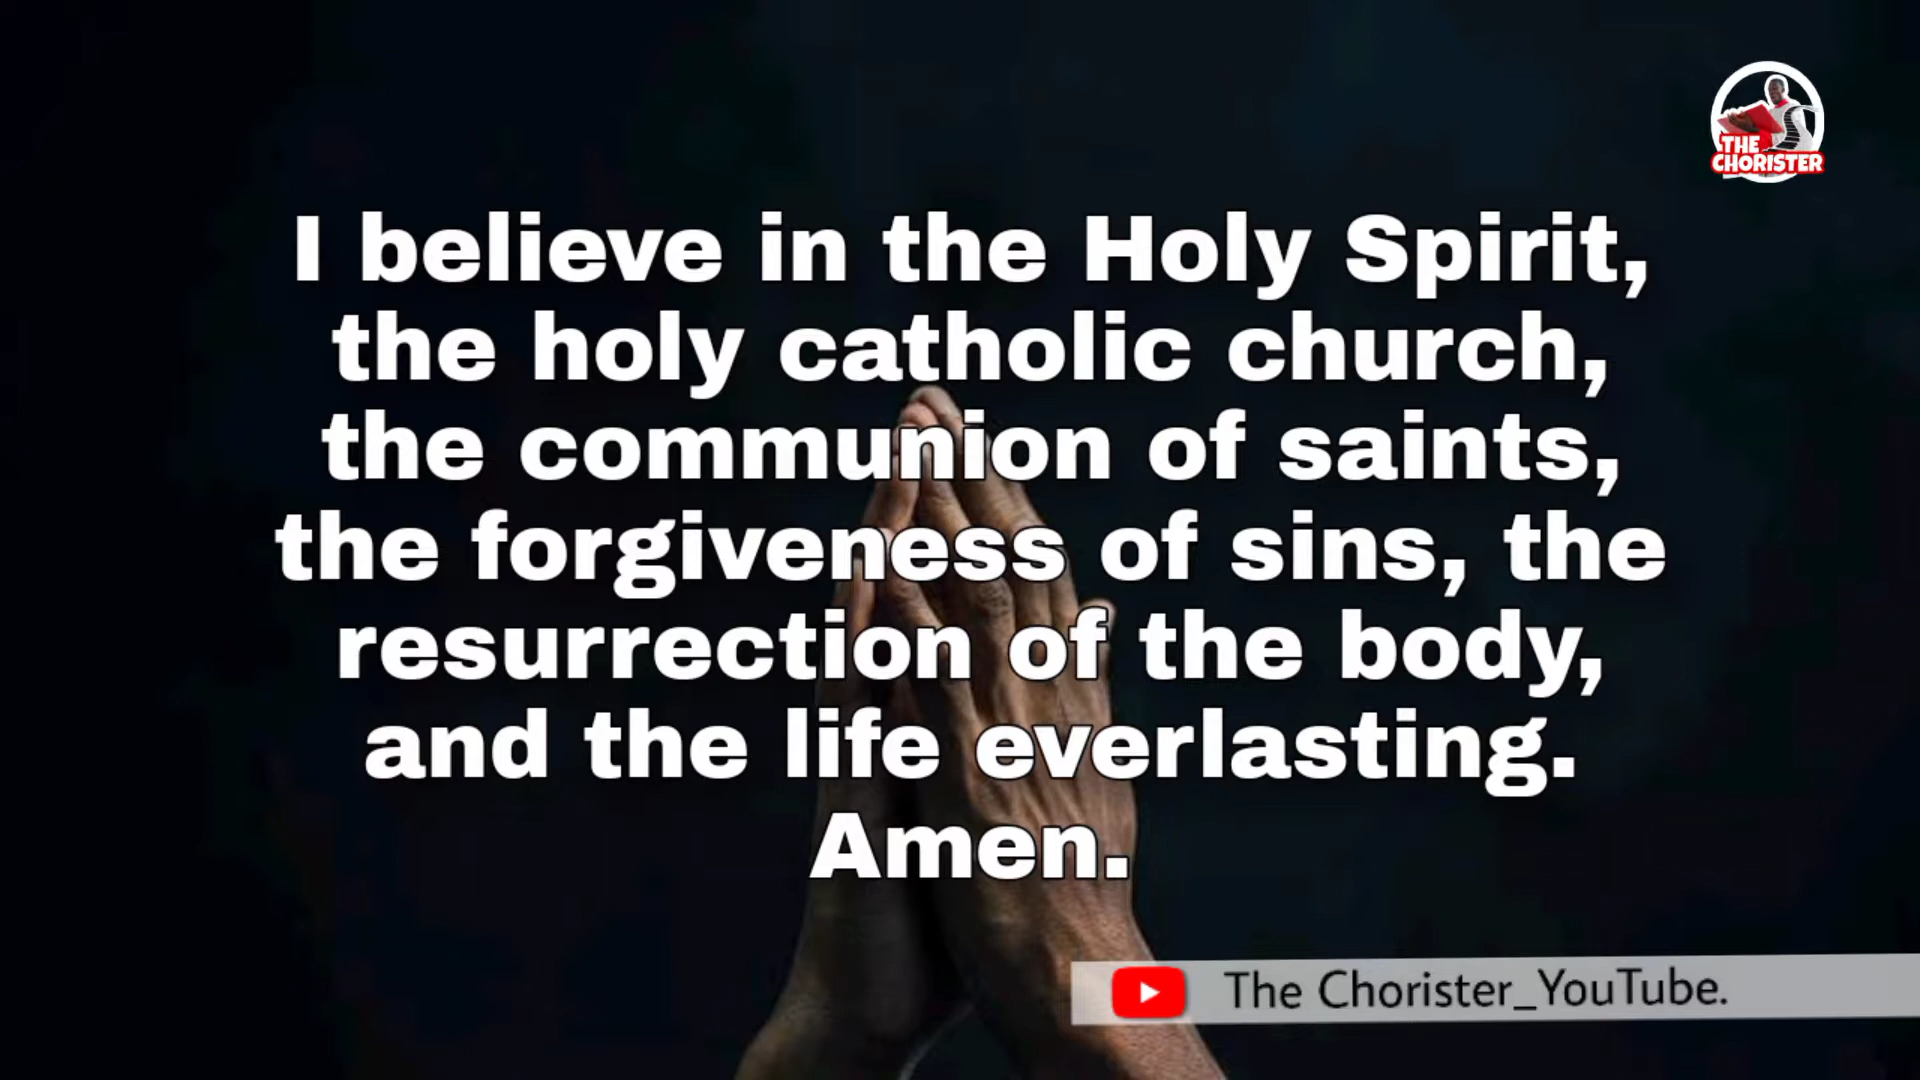 THE
CHORISTER
I believe in the Holy Spirit,
the holy catholic church,
the communion of saints,
the forgiveness of sins, the
resurrection of the body,
and the life everlasting.
Amen.
The Chorister_YouTube.